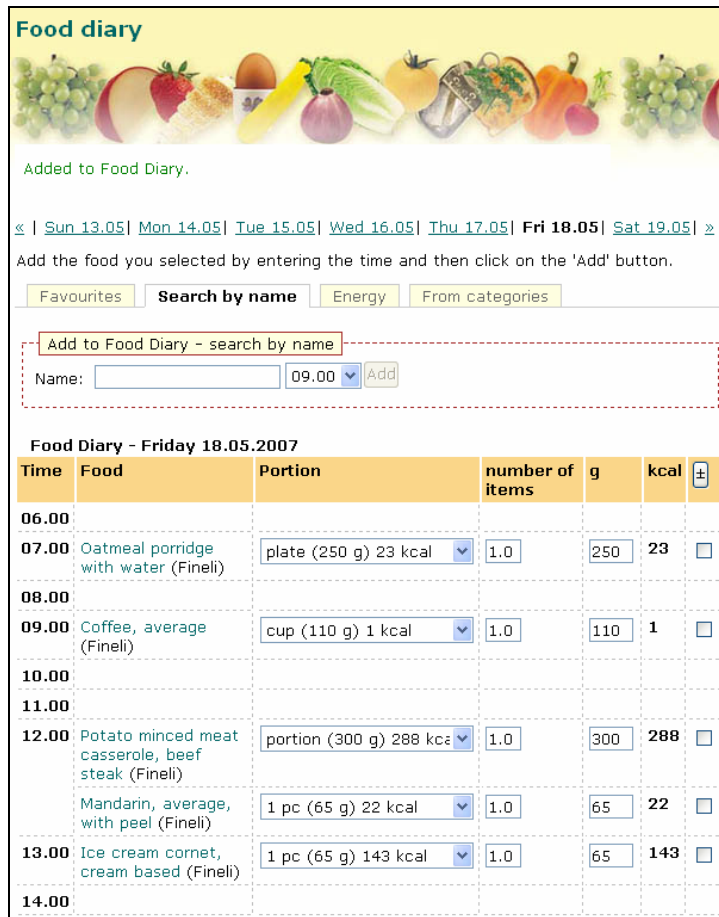 Food diary
Added to Food Diary.
« | Sun 13.05| Mon 14.05| Tue 15.05| Wed 16.05| Thu 17.05| Fri 18.05| Sat 19.05| »
Add the food you selected by entering the time and then click on the 'Add' button.
Favourites Search by name Energy From categories
Add to Food Diary - search by name
Name: 09.00 Add
Food Diary - Friday 18.05.2007
Time Food Portion number of items g kcal ±
06.00
07.00 Oatmeal porridge with water (Fineli) plate (250 g) 23 kcal 1.0 250 23
08.00
09.00 Coffee, average (Fineli) cup (110 g) 1 kcal 1.0 110 1
10.00
11.00
12.00 Potato minced meat casserole, beef steak (Fineli) portion (300 g) 288 kca 1.0 300 288
Mandarin, average, with peel (Fineli) 1 pc (65 g) 22 kcal 1.0 65 22
13.00 Ice cream cornet, cream based (Fineli) 1 pc (65 g) 143 kcal 1.0 65 143
14.00